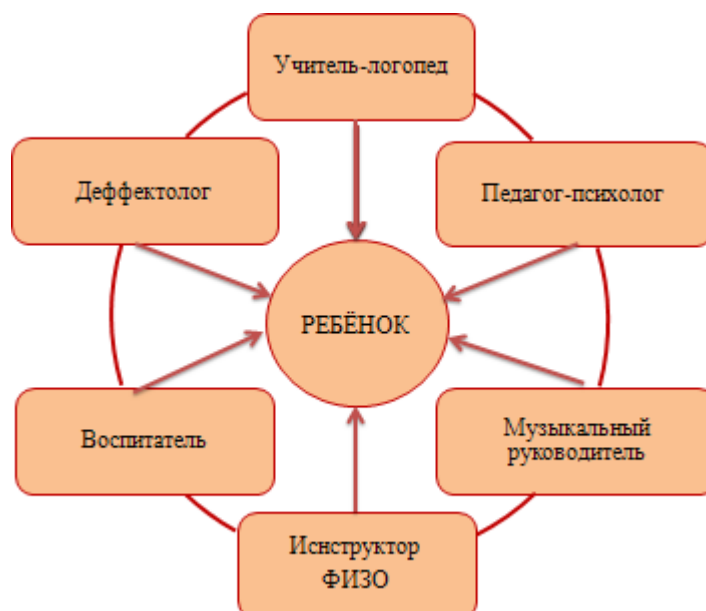 Учитель-логопед
Деффектолог
Педагог-психолог
РЕБЁНОК
Воспитатель
Музыкальный
руководитель
Иснструктор
ФИЗО